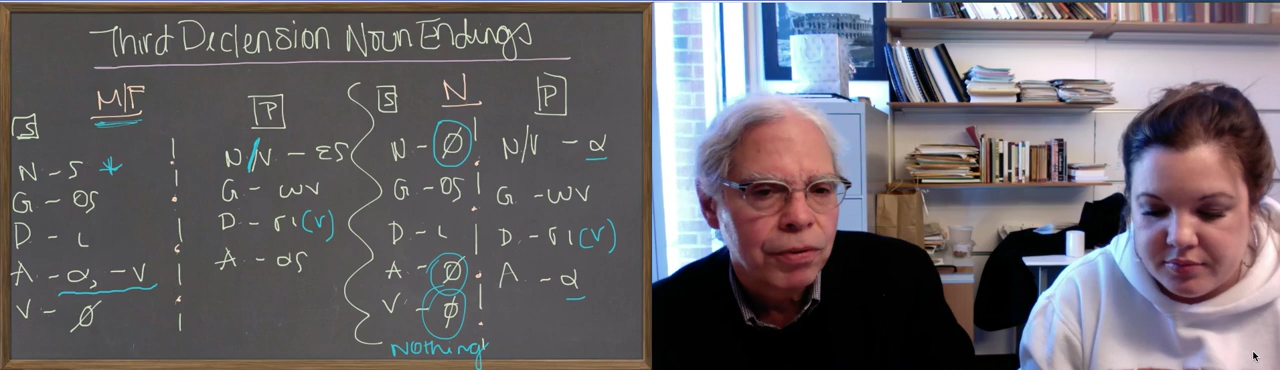 Third Declension Noun Endings
M/F
S
N - ς *
G - ος
D - ι
A - α, -ν
V - ∅
P
N/V - ες
G - ων
D - σι(ν)
A - ας
N
S
N - ∅
G - ος
D - ι
A - ∅
V - ∅
Nothing
P
N/V - α
G - ων
D - σι(ν)
A - α